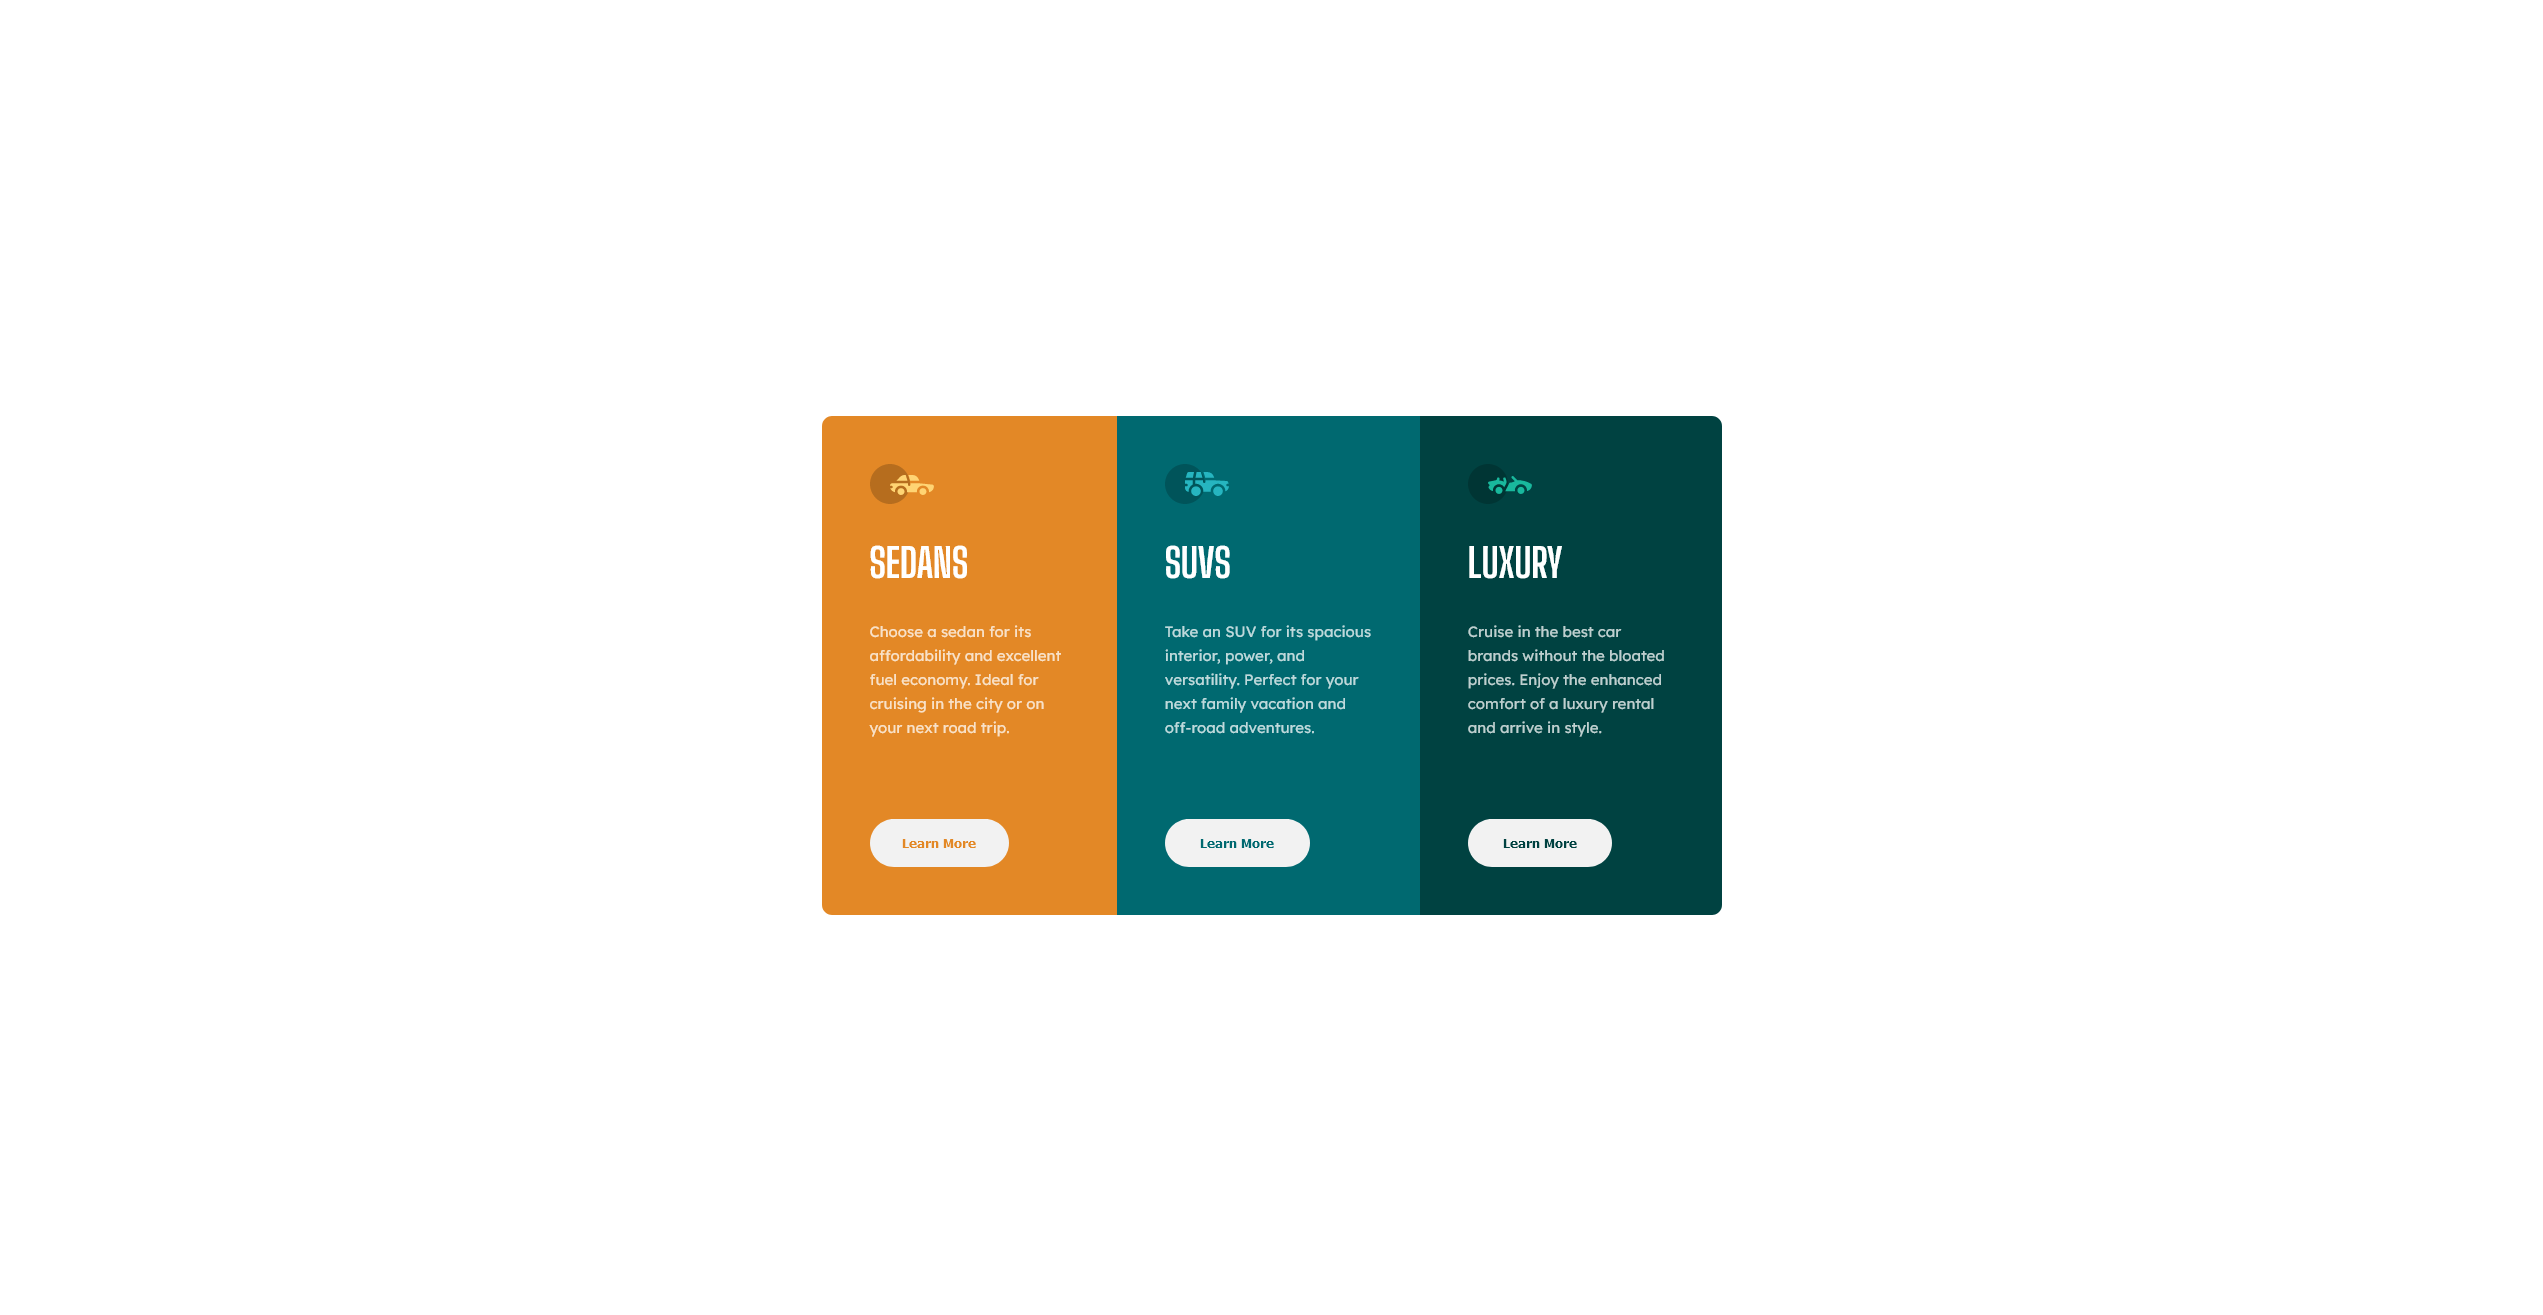 SEDANS
Choose a sedan for its
affordability and excellent
fuel economy. Ideal for
cruising in the city or on
your next road trip.
Learn More
SUVS
Take an SUV for its spacious
interior, power, and
versatility. Perfect for your
next family vacation and
off-road adventures.
Learn More
LUXURY
Cruise in the best car
brands without the bloated
prices. Enjoy the enhanced
comfort of a luxury rental
and arrive in style.
Learn More